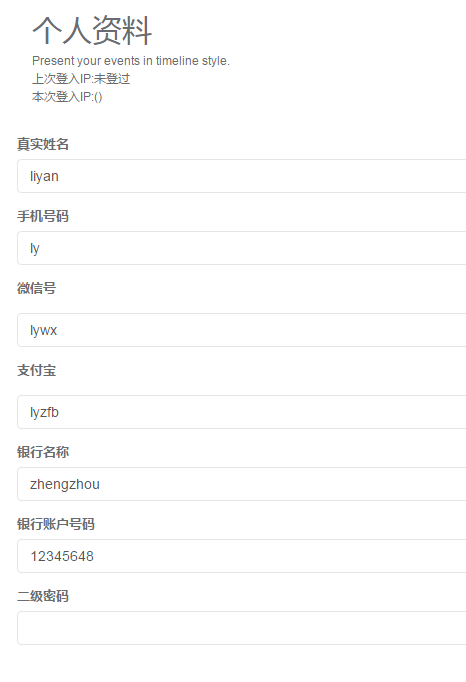 个人资料
Present your events in timeline style.
上次登入IP:未登过
本次登入IP:()
真实姓名
liyan
手机号码
ly
微信号
lywx
支付宝
lyzfb
银行名称
zhengzhou
银行账户号码
12345648
二级密码